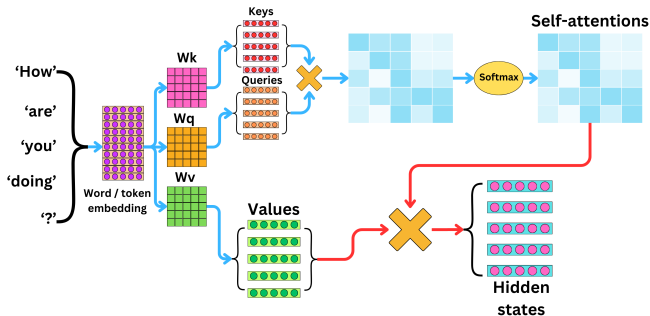 Keys
Self-attentions
Wk
‘How’
Softmax
Queries
‘are’
Wq
‘you’
Wv
‘doing’
Word / token
embedding
Values
‘?’
Hidden
states